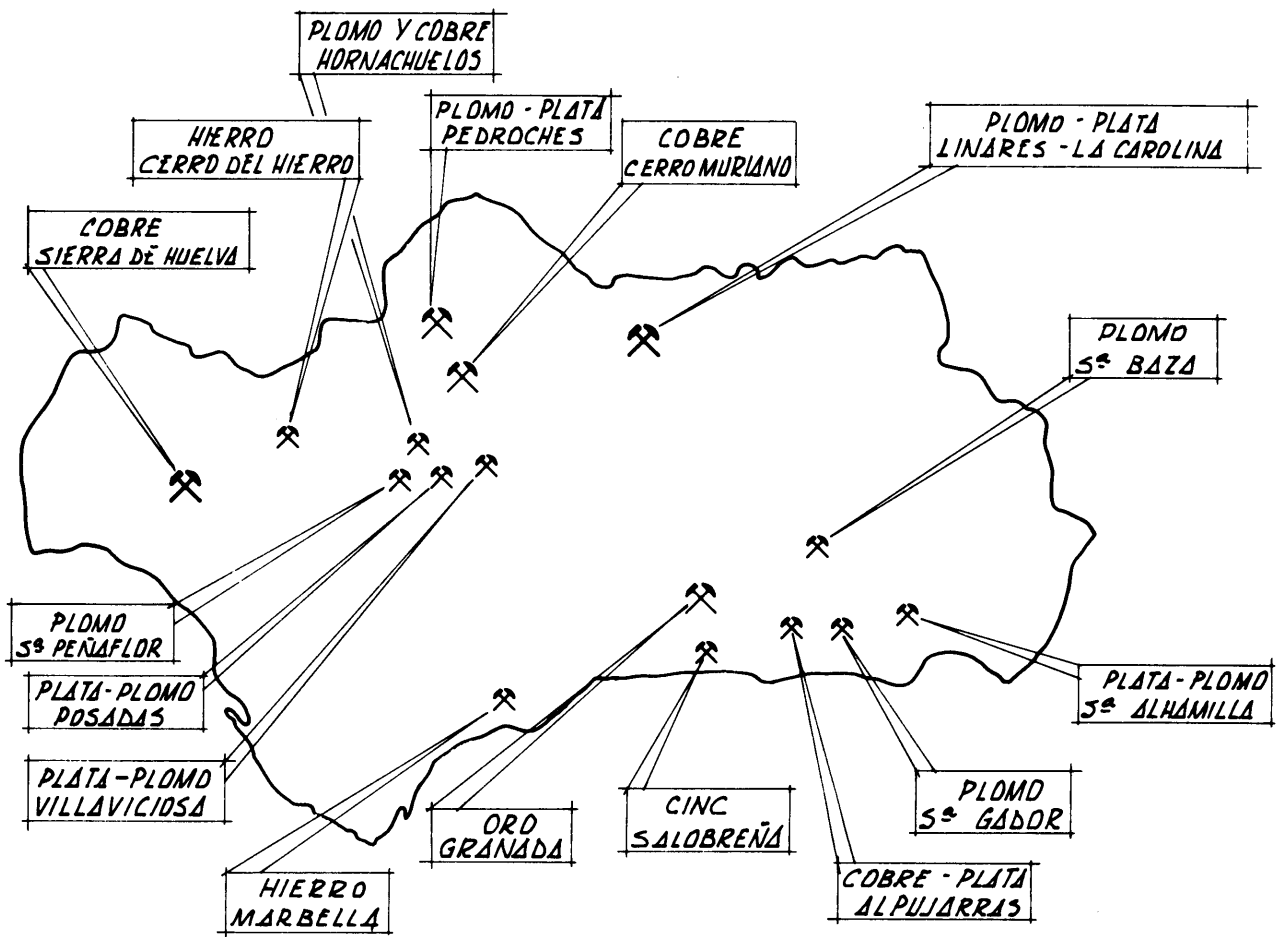 PLOMO Y COBRE
HORNACHUELOS
PLOMO - PLATA
PEDROCHES
HIERRO
CERRO DEL HIERRO
COBRE
CERRO MURIANO
PLOMO - PLATA
LINARES - LA CAROLINA
COBRE
SIERRA DE HUELVA
PLOMO
Sª BAZA
PLOMO
Sª PEÑAFLOR
PLATA-PLOMO
POSADAS
PLATA-PLOMO
Sª ALHAMILLA
PLATA-PLOMO
VILLAVICIOSA
ORO
GRANADA
CINC
SALOBREÑA
PLOMO
Sª GADOR
HIERRO
MARBELLA
COBRE - PLATA
ALPUJARRAS